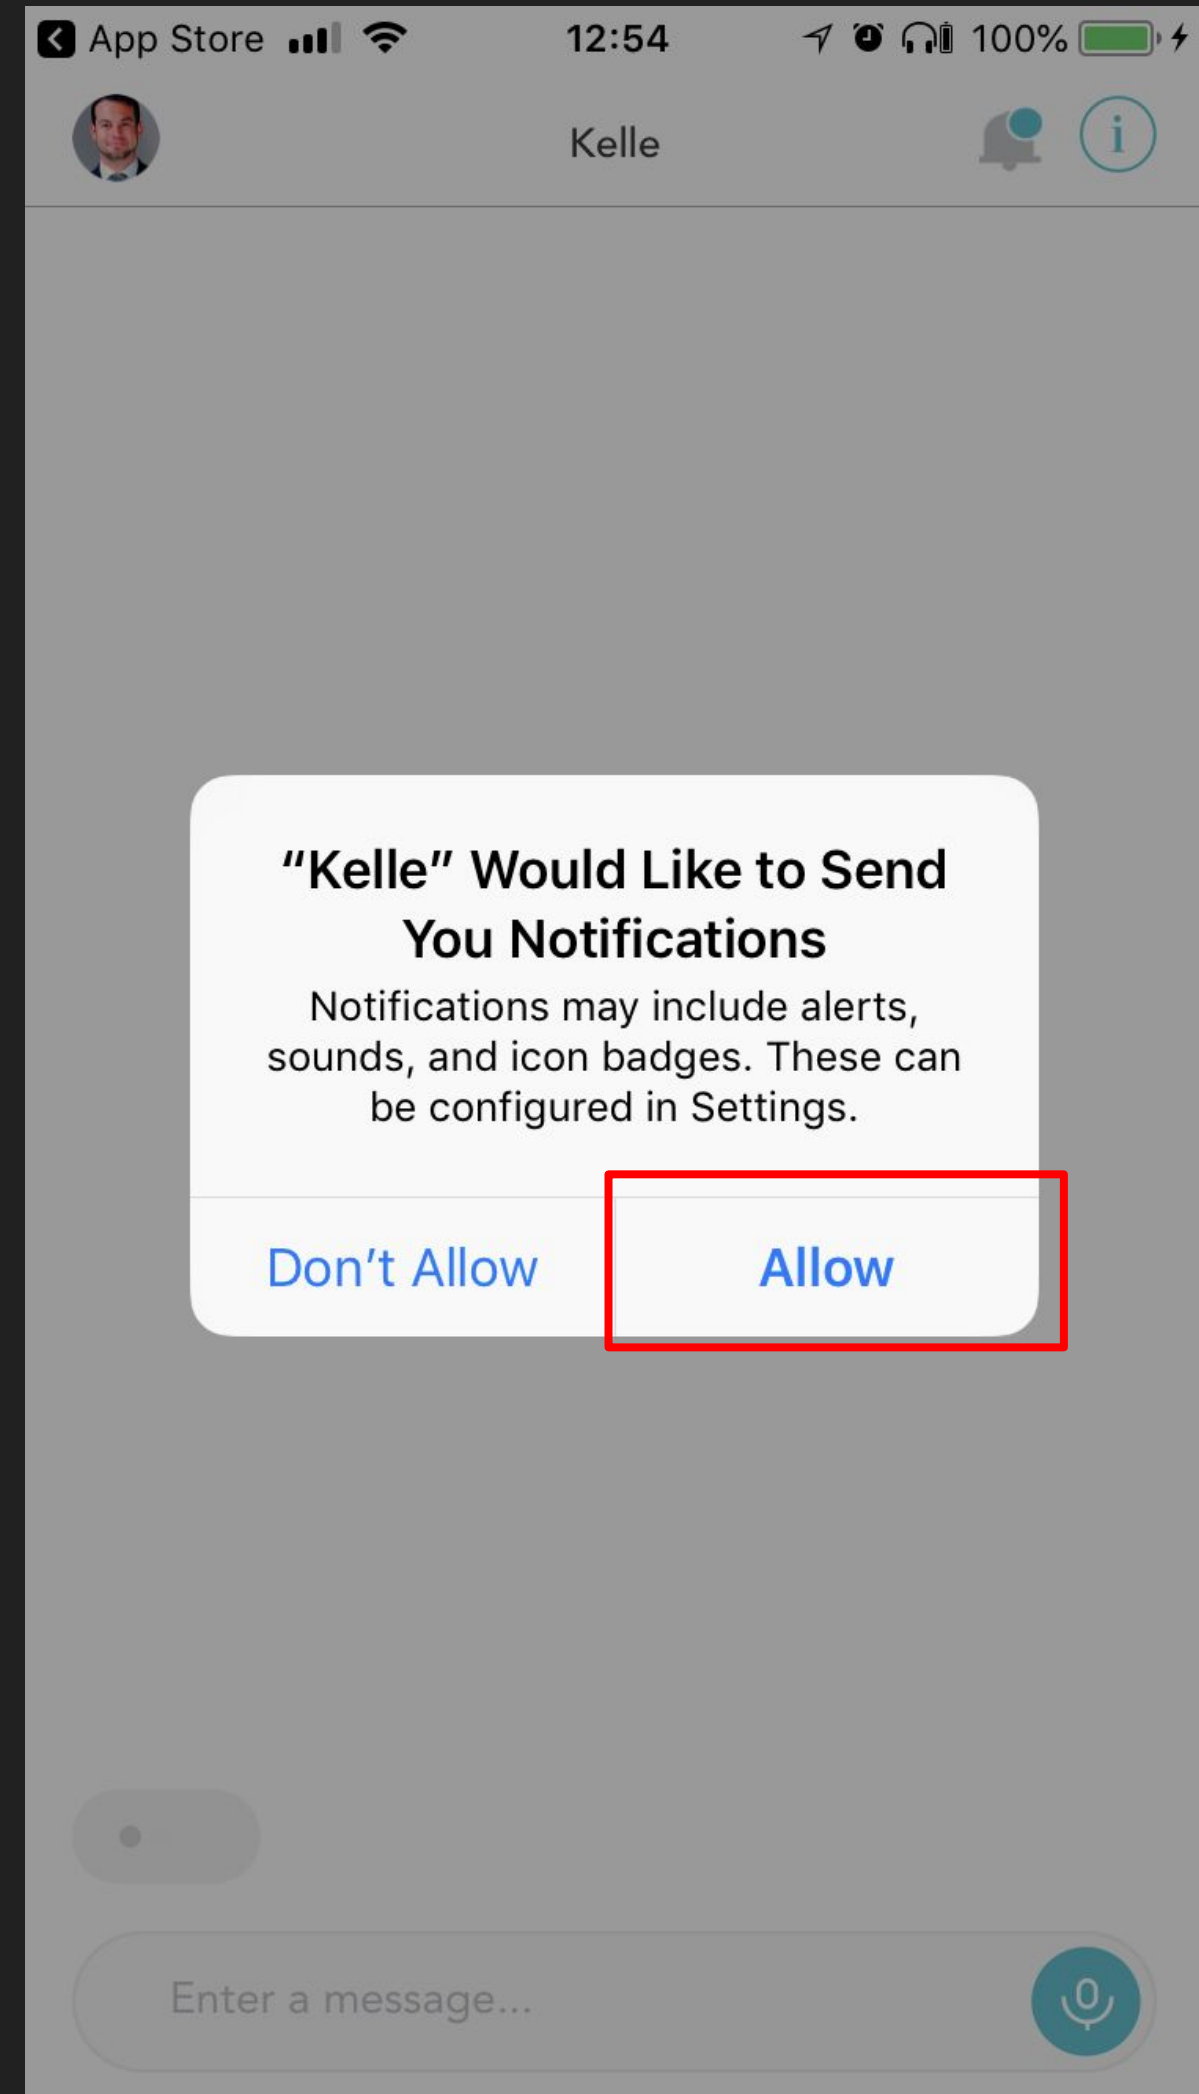 App Store 12:54 100%
Kelle
i
“Kelle” Would Like to Send
You Notifications
Notifications may include alerts,
sounds, and icon badges. These can
be configured in Settings.
Don’t Allow Allow
Enter a message...